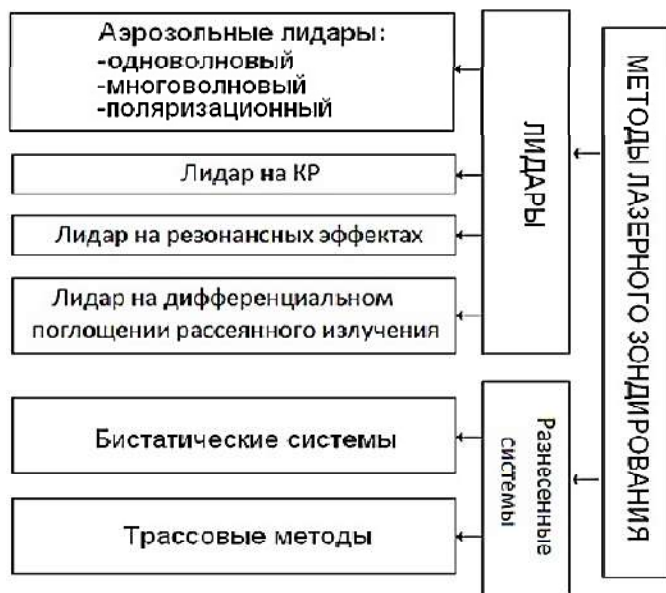 Аэрозольные лидары:
-одноволновый
-многоволновый
-поляризационный
Лидар на КР
Лидар на резонансных эффектах
Лидар на дифференциальном
поглощении рассеянного излучения
ЛИДАРЫ
Бистатические системы
Трассовые методы
Разнесенные
системы
МЕТОДЫ ЛАЗЕРНОГО ЗОНДИРОВАНИЯ